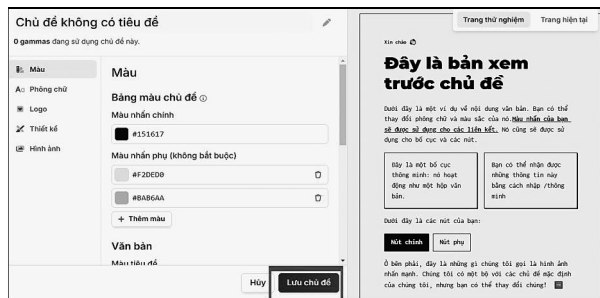 Chủ đề không có tiêu đề
0 gammas đang sử dụng chủ đề này.
Màu
Aa Phông chữ
Logo
Thiết kế
Hình ảnh
Màu
Bảng màu chủ đề
Màu nhấn chính
#151617
Màu nhấn phụ (không bắt buộc)
#F2DED0
#BAB6AA
+ Thêm màu
Văn bản
Màu tiêu đề
Hủy
Lưu chủ đề
Trang thử nghiệm
Trang hiện tại
Xin chào
Đây là bản xem
trước chủ đề
Dưới đây là một ví dụ về nội dung văn bản. Bạn có thể
thay đổi phông chữ và màu sắc của nó.Màu nhấn của bạn
sẽ được sử dụng cho các liên kết. Nó cũng sẽ được sử
dụng cho bố cục và các nút.
Đây là một bố cục
thông minh: nó hoạt
động như một hộp văn
bản.
Bạn có thể nhận được
những thông tin này
bằng cách nhập /thông
minh
Dưới đây là các nút của bạn:
Nút chính
Nút phụ
Ở bên phải, đây là những gì chúng tôi gọi là hình ảnh
nhấn mạnh. Chúng tôi có một bộ với các chủ đề mặc định
của chúng tôi, nhưng bạn có thể thay đổi chúng!